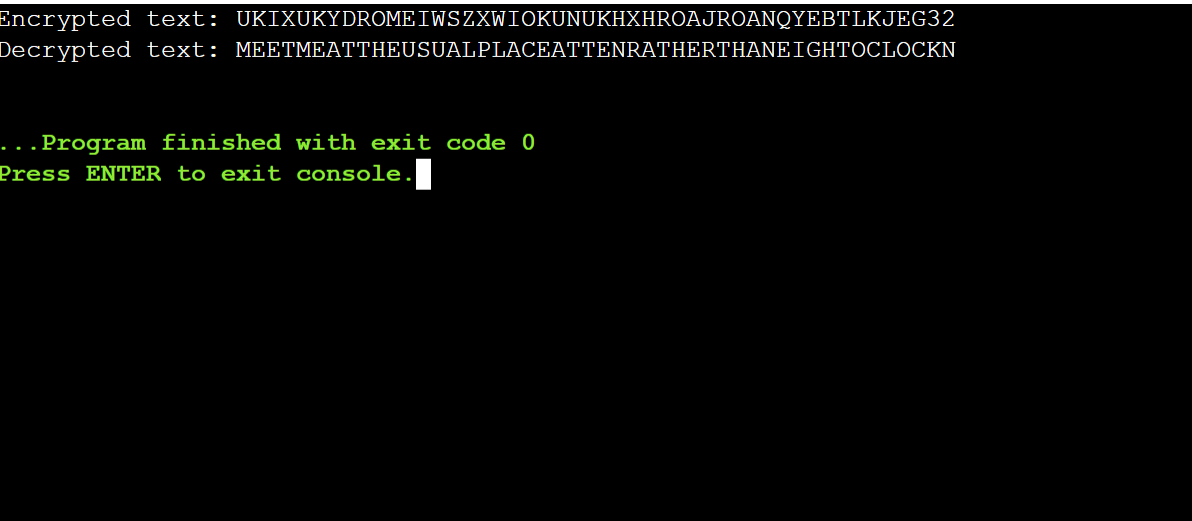 Encrypted text: UKIXUKYDROMEIWSZXWIOKUNUKHXHROAJROANQYEBTLKJEG32
Decrypted text: MEETMEATTHEUSUALPLACEATTENRATHERTHANEIGHTOCLOCKN
...Program finished with exit code 0
Press ENTER to exit console.